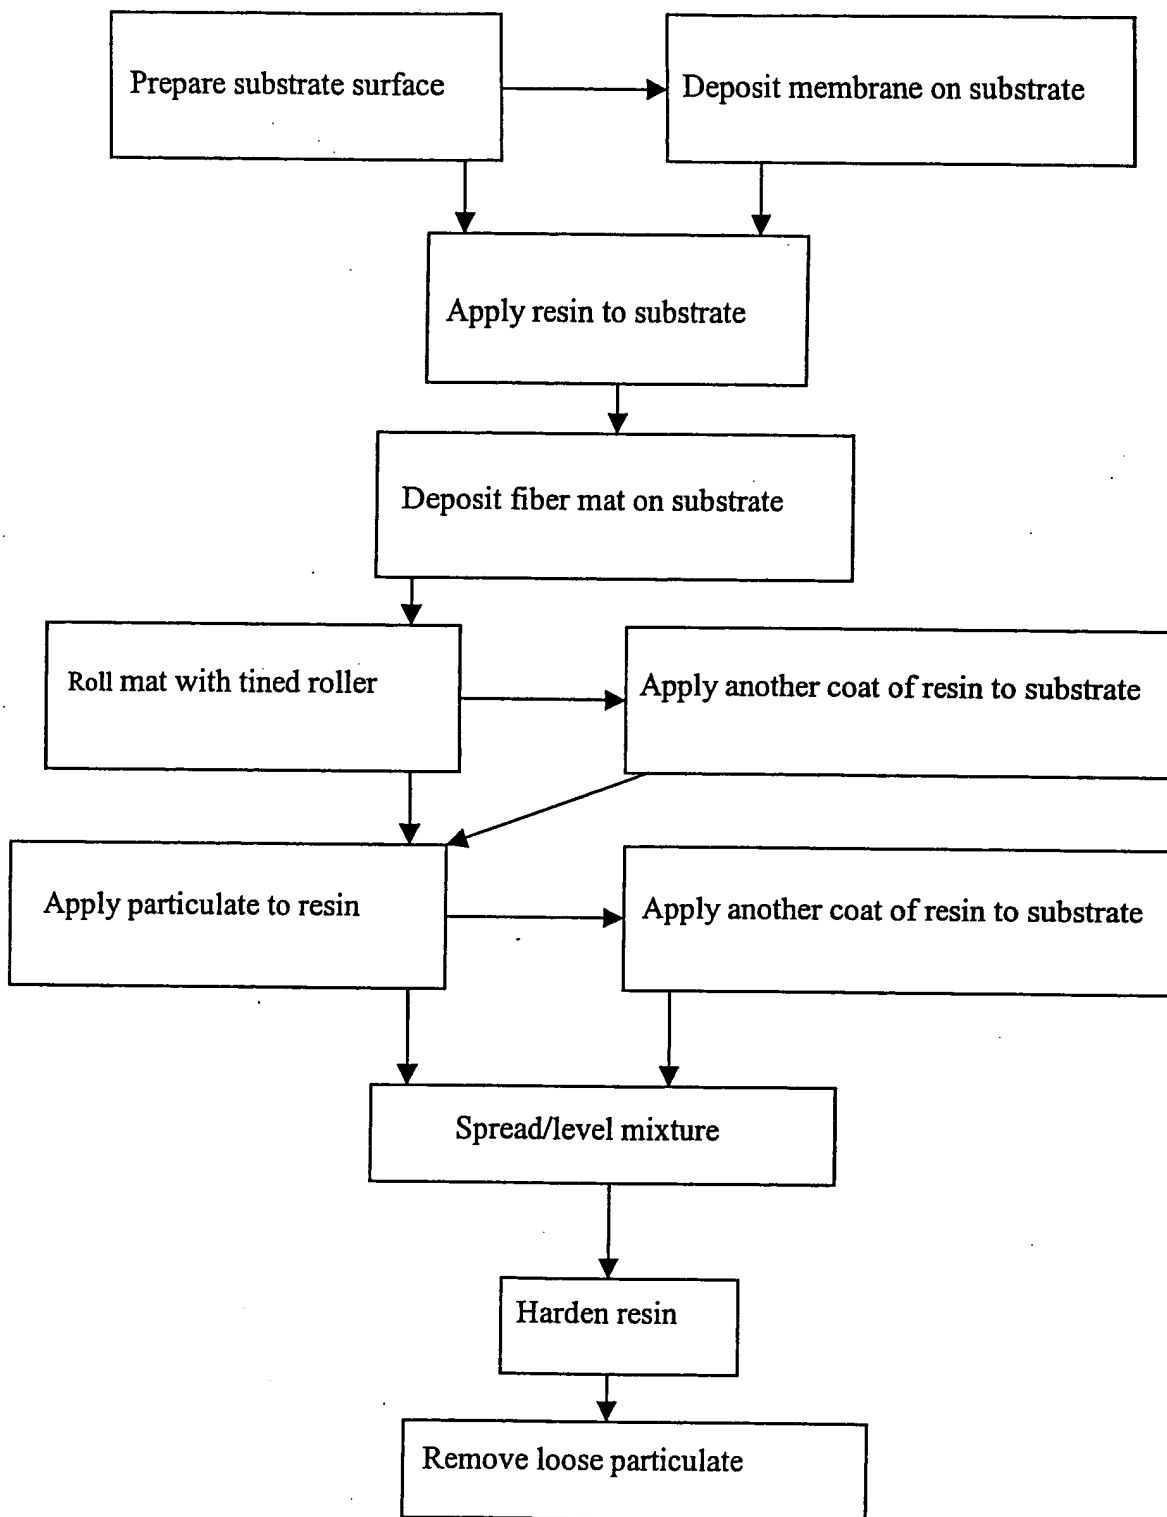 Prepare substrate surface
Deposit membrane on substrate
Apply resin to substrate
Deposit fiber mat on substrate
Roll mat with tined roller
Apply another coat of resin to substrate
Apply particulate to resin
Apply another coat of resin to substrate
Spread/level mixture
Harden resin
Remove loose particulate